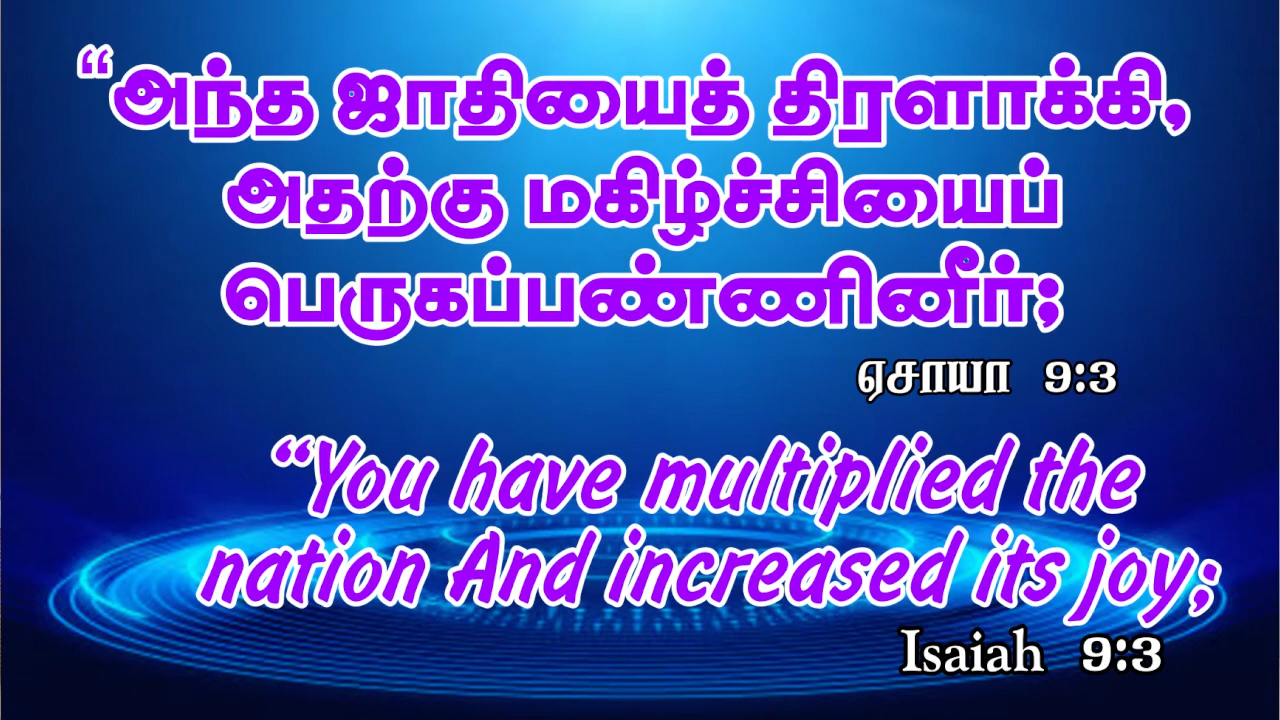 “அந்த ஜாதியைத் திரளாக்கி,
அதற்கு மகிழ்ச்சியைப்
பெருகப்பண்ணினீர்;
ஏசாயா 9:3
“You have multiplied the
nation And increased its joy;
Isaiah 9:3